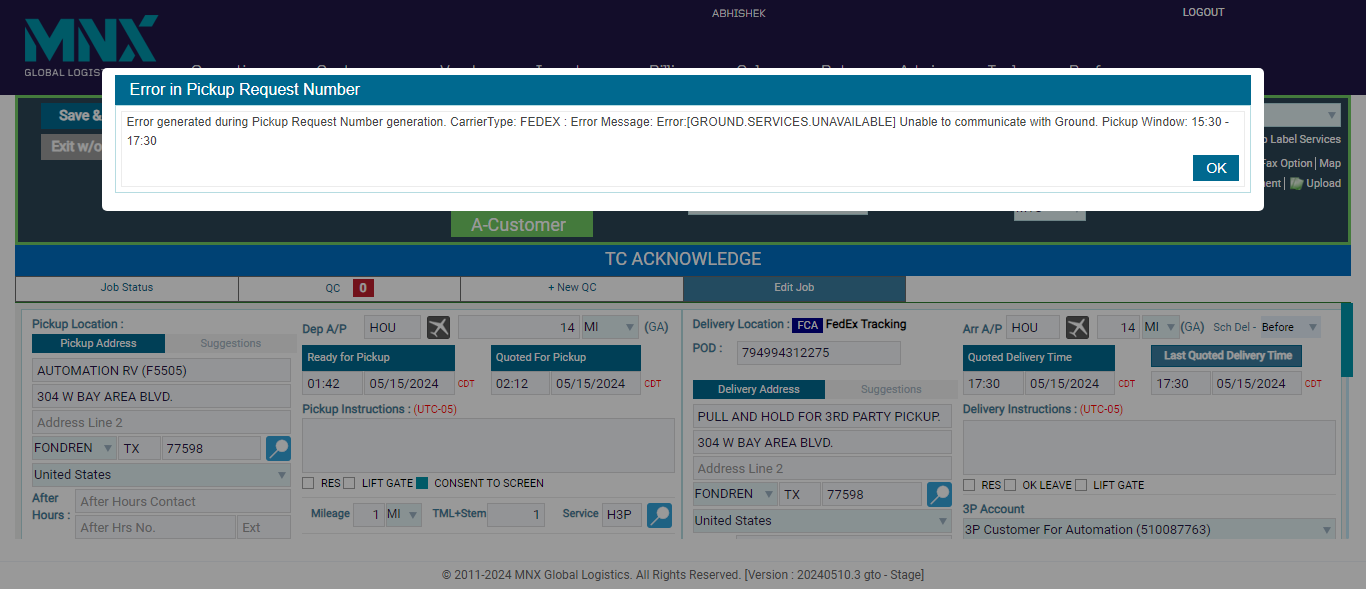 MNX
ABHISHEK
LOGOUT
Error in Pickup Request Number
Error generated during Pickup Request Number generation. CarrierType: FEDEX : Error Message: Error:[GROUND.SERVICES.UNAVAILABLE] Unable to communicate with Ground. Pickup Window: 15:30 -
17:30
OK
GLOBAL LOGIS
Save &
Exit w/o
Label Services
Fax Option | Map
Upload
A-Customer
TC ACKNOWLEDGE
Job Status
QC 0
+ New QC
Edit Job
Pickup Location :
Pickup Address
Suggestions
AUTOMATION RV (F5505)
304 W BAY AREA BLVD.
Address Line 2
FONDREN TX 77598
United States
After Hours : After Hours Contact
After Hrs No. Ext
Dep A/P HOU 14 MI (GA)
Ready for Pickup
Quoted For Pickup
01:42 05/15/2024 CDT 02:12 05/15/2024 CDT
Pickup Instructions : (UTC-05)
RES LIFT GATE CONSENT TO SCREEN
Mileage 1 MI TML+Stem 1 Service H3P
Delivery Location : FCA FedEx Tracking
POD : 794994312275
Delivery Address
Suggestions
PULL AND HOLD FOR 3RD PARTY PICKUP.
304 W BAY AREA BLVD.
Address Line 2
FONDREN TX 77598
United States
Arr A/P HOU 14 MI (GA) Sch Del - Before
Quoted Delivery Time
Last Quoted Delivery Time
17:30 05/15/2024 CDT 17:30 05/15/2024 CDT
Delivery Instructions : (UTC-05)
RES OK LEAVE LIFT GATE
3P Account
3P Customer For Automation (510087763)
© 2011-2024 MNX Global Logistics. All Rights Reserved. [Version : 20240510.3 gto - Stage]